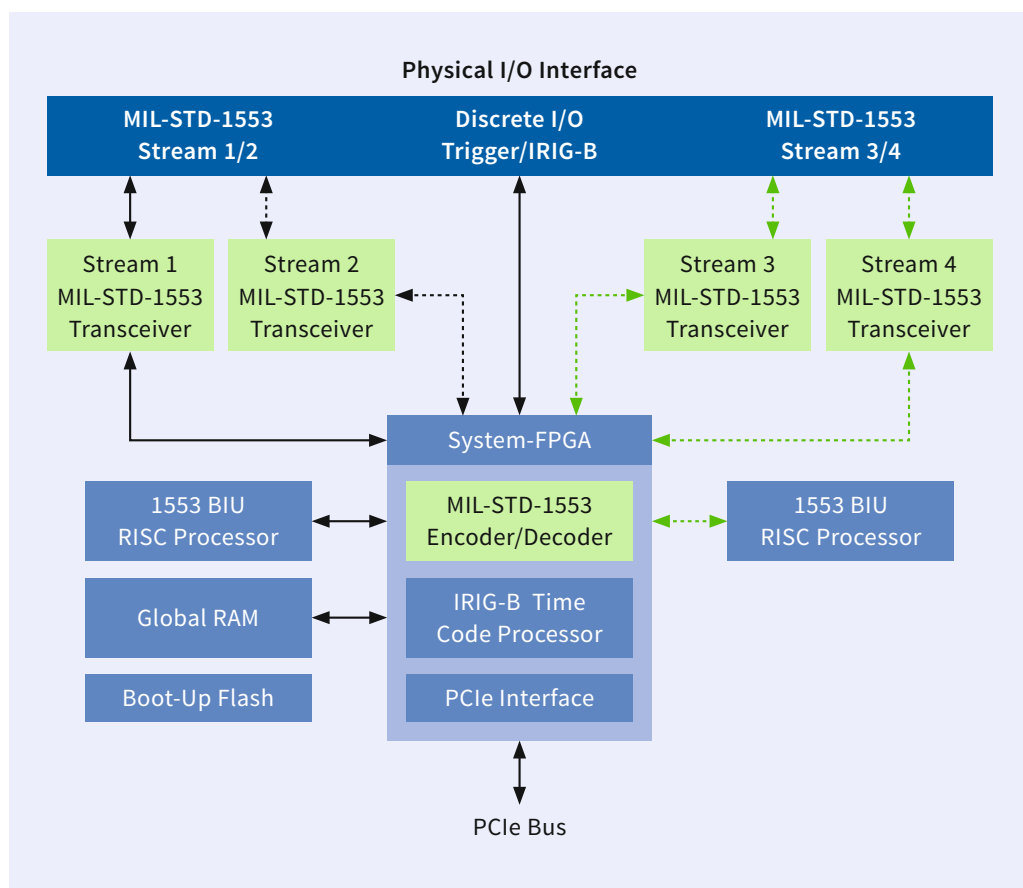 Physical I/O Interface
MIL-STD-1553
Stream 1/2
Discrete I/O
Trigger/IRIG-B
MIL-STD-1553
Stream 3/4
Stream 1
MIL-STD-1553
Transceiver
Stream 2
MIL-STD-1553
Transceiver
Stream 3
MIL-STD-1553
Transceiver
Stream 4
MIL-STD-1553
Transceiver
System-FPGA
1553 BIU
RISC Processor
MIL-STD-1553
Encoder/Decoder
1553 BIU
RISC Processor
Global RAM
IRIG-B Time
Code Processor
Boot-Up Flash
PCIe Interface
PCIe Bus